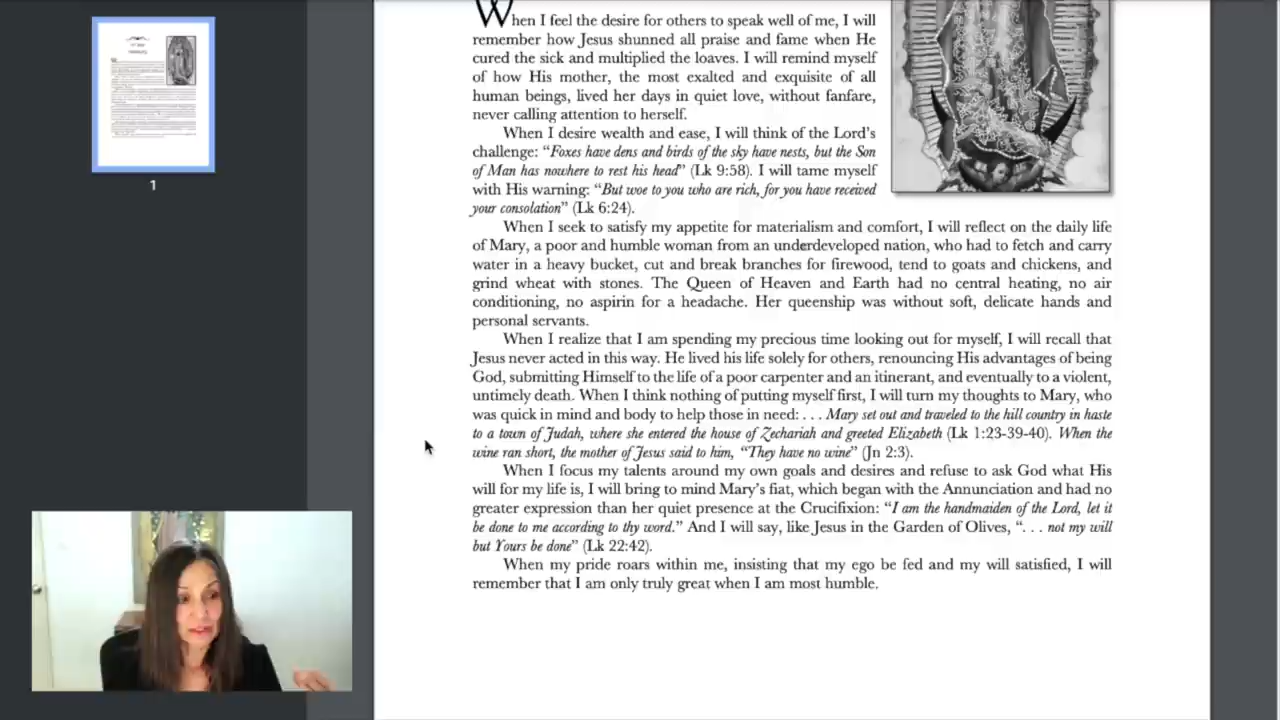 When I feel the desire for others to speak well of me, I will
remember how Jesus shunned all praise and fame when He
cured the sick and multiplied the loaves. I will remind myself
of how His mother, the most exalted and exquisite of all
human beings, lived her days in quiet love, without fanfare,
never calling attention to herself.
When I desire wealth and ease, I will think of the Lord's
challenge: “Foxes have dens and birds of the sky have nests, but the Son
of Man has nowhere to rest his head” (Lk 9:58). I will tame myself
with His warning: “But woe to you who are rich, for you have received
your consolation” (Lk 6:24).
When I seek to satisfy my appetite for materialism and comfort, I will reflect on the daily life
of Mary, a poor and humble woman from an underdeveloped nation, who had to fetch and carry
water in a heavy bucket, cut and break branches for firewood, tend to goats and chickens, and
grind wheat with stones. The Queen of Heaven and Earth had no central heating, no air
conditioning, no aspirin for a headache. Her queenship was without soft, delicate hands and
personal servants.
When I realize that I am spending my precious time looking out for myself, I will recall that
Jesus never acted in this way. He lived his life solely for others, renouncing His advantages of being
God, submitting Himself to the life of a poor carpenter and an itinerant, and eventually to a violent,
untimely death. When I think nothing of putting myself first, I will turn my thoughts to Mary, who
was quick in mind and body to help those in need: . . . Mary set out and traveled to the hill country in haste
to a town of Judah, where she entered the house of Zechariah and greeted Elizabeth (Lk 1:23-39-40). When the
wine ran short, the mother of Jesus said to him, “They have no wine” (Jn 2:3).
When I focus my talents around my own goals and desires and refuse to ask God what His
will for my life is, I will bring to mind Mary's fiat, which began with the Annunciation and had no
greater expression than her quiet presence at the Crucifixion: “I am the handmaiden of the Lord, let it
be done to me according to thy word.” And I will say, like Jesus in the Garden of Olives, “. . . not my will
but Yours be done” (Lk 22:42).
When my pride roars within me, insisting that my ego be fed and my will satisfied, I will
remember that I am only truly great when I am most humble.
1